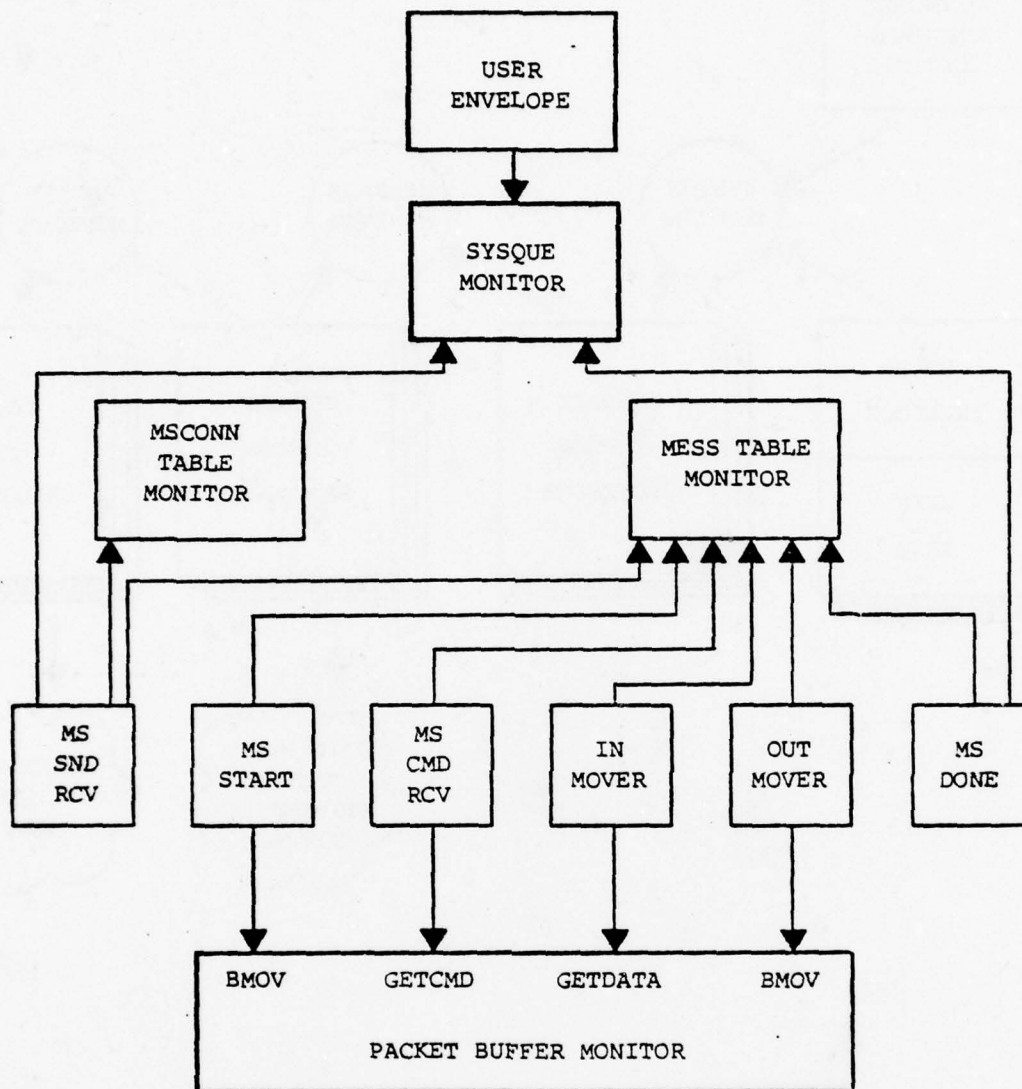 USER
ENVELOPE
SYSQUE
MONITOR
MSCONN
TABLE
MONITOR
MESS TABLE
MONITOR
MS
SND
RCV
MS
START
MS
CMD
RCV
IN
MOVER
OUT
MOVER
MS
DONE
BMOV GETCMD GETDATA BMOV
PACKET BUFFER MONITOR